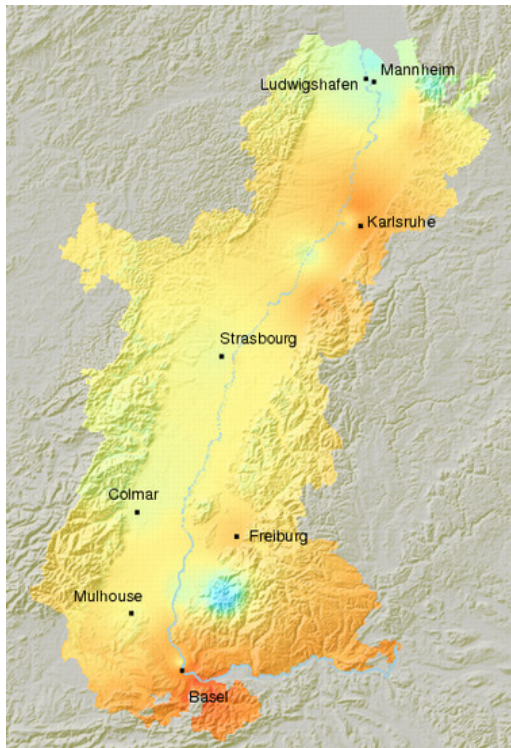 Mannheim
Ludwigshafen
Karlsruhe
Strasbourg
Colmar
Freiburg
Mulhouse
Basel